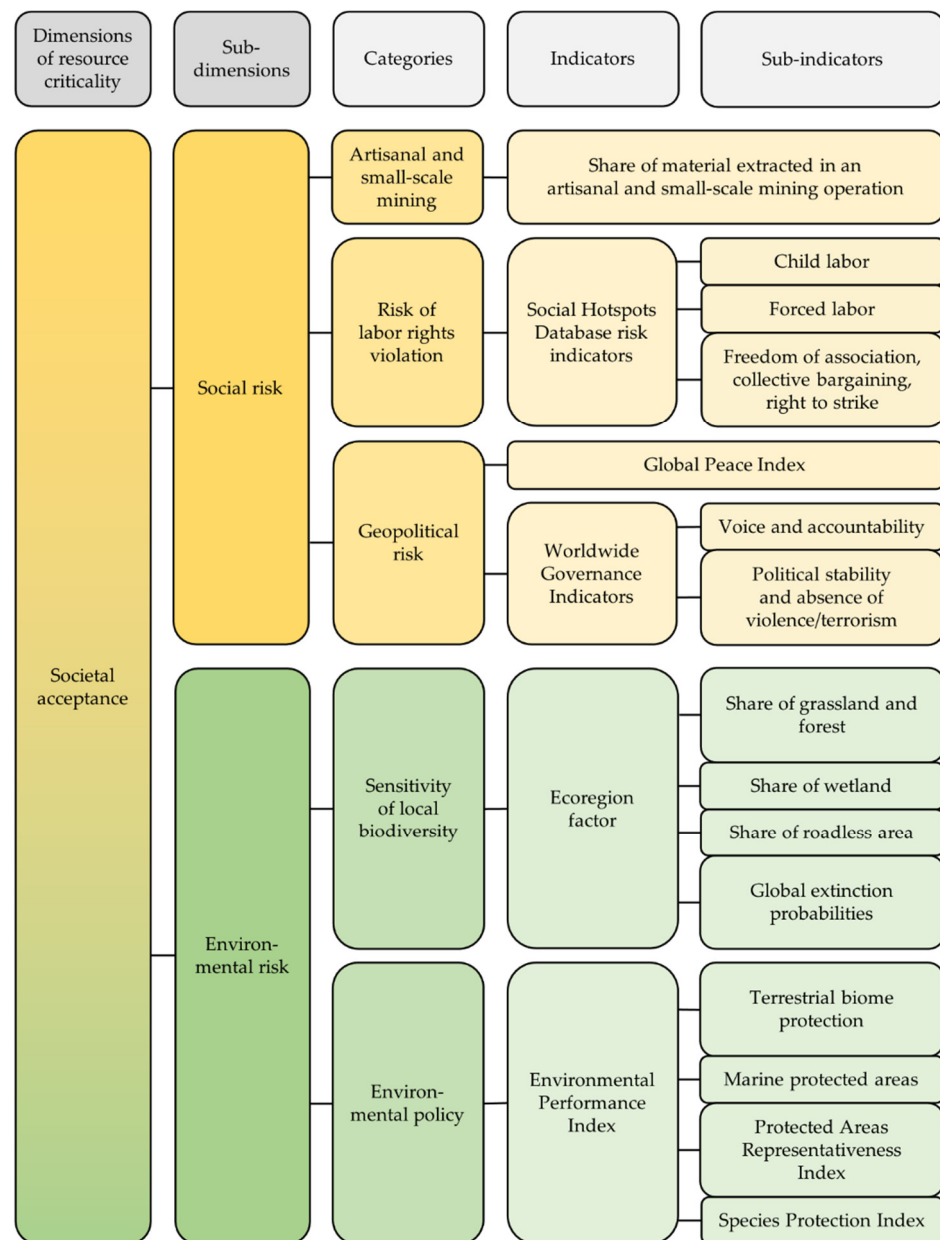 Dimensions
of resource
criticality
Sub-
dimensions
Categories
Indicators
Sub-indicators
Societal
acceptance
Social risk
Artisanal and
small-scale
mining
Share of material extracted in an
artisanal and small-scale mining operation
Risk of
labor rights
violation
Social Hotspots
Database risk
indicators
Child labor
Forced labor
Freedom of association,
collective bargaining,
right to strike
Geopolitical
risk
Global Peace Index
Worldwide
Governance
Indicators
Voice and accountability
Political stability
and absence of
violence/terrorism
Environ-
mental risk
Sensitivity
of local
biodiversity
Ecoregion
factor
Share of grassland and
forest
Share of wetland
Share of roadless area
Global extinction
probabilities
Environ-
mental policy
Environmental
Performance
Index
Terrestrial biome
protection
Marine protected areas
Protected Areas
Representativeness
Index
Species Protection Index